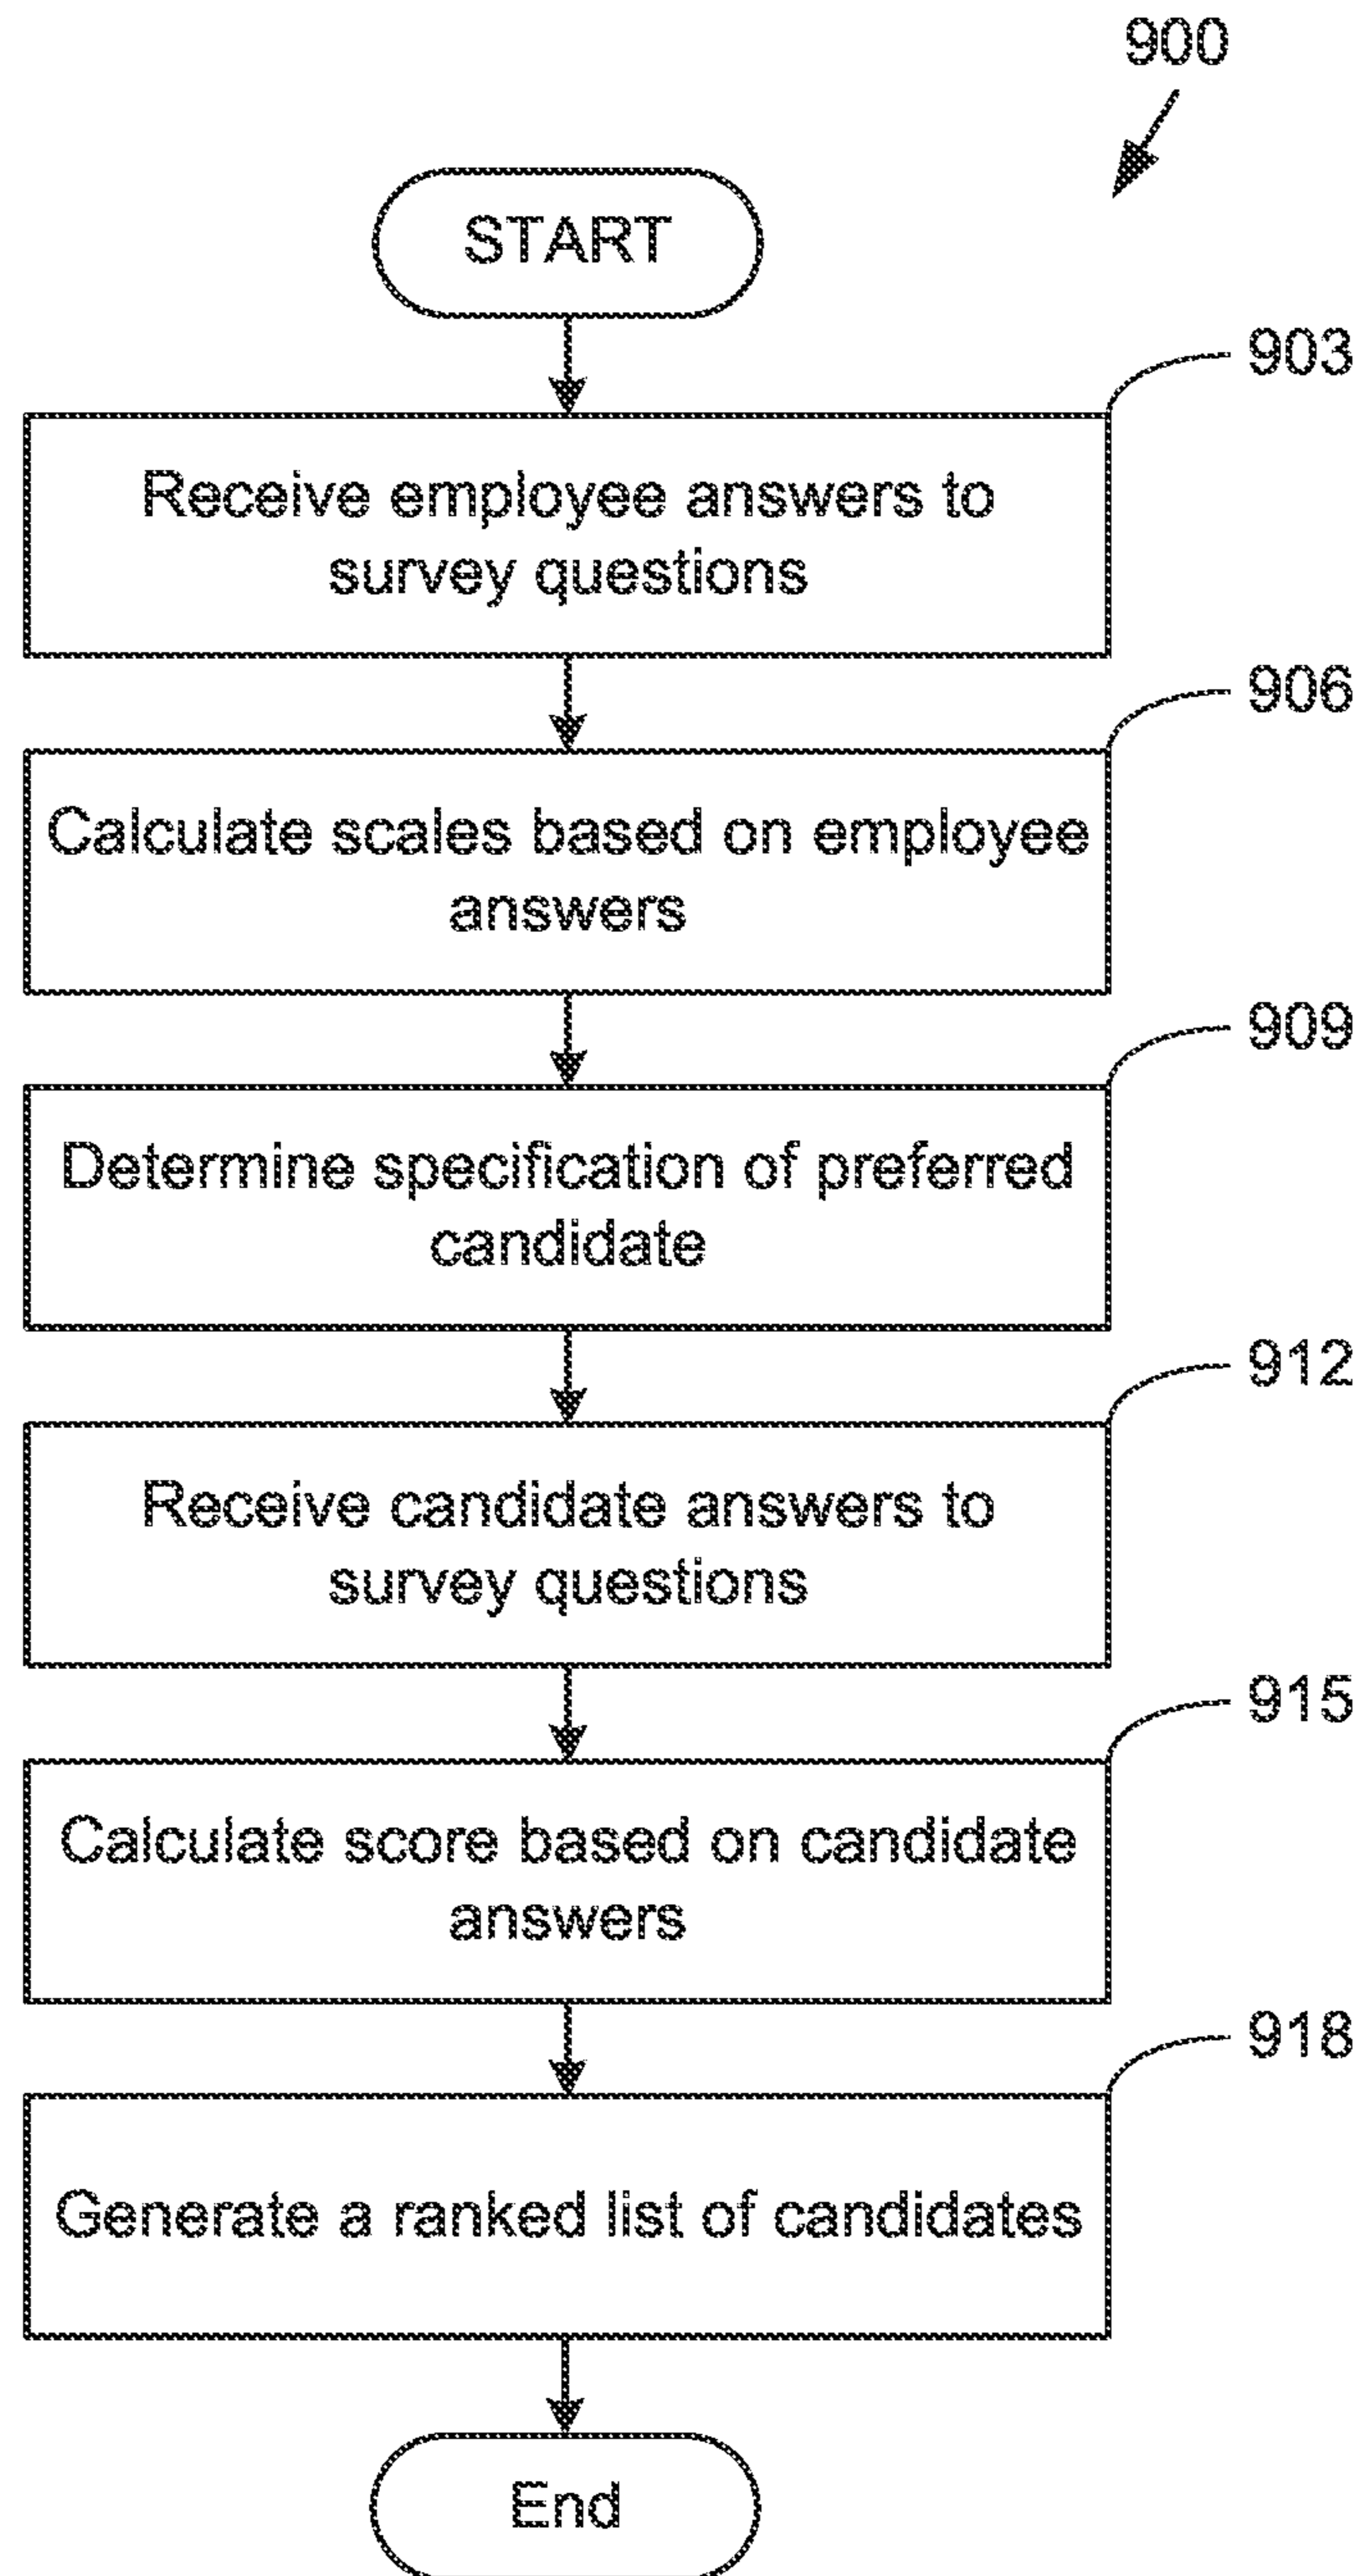 900
START
903
Receive employee answers to
survey questions
906
Calculate scales based on employee
answers
909
Determine specification of preferred
candidate
912
Receive candidate answers to
survey questions
915
Calculate score based on candidate
answers
918
Generate a ranked list of candidates
End